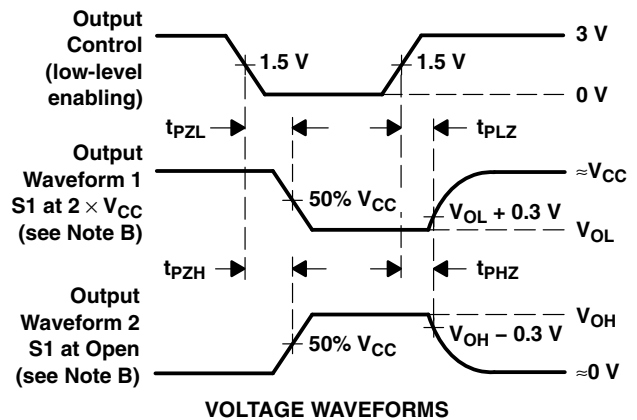 Output
Control
(low-level
enabling)
1.5 V
1.5 V
3 V
0 V
tPZL
tPLZ
Output
Waveform 1
S1 at 2 × VCC
(see Note B)
50% VCC
VOL + 0.3 V
≈VCC
VOL
tPZH
tPHZ
Output
Waveform 2
S1 at Open
(see Note B)
50% VCC
VOH − 0.3 V
VOH
≈0 V
VOLTAGE WAVEFORMS